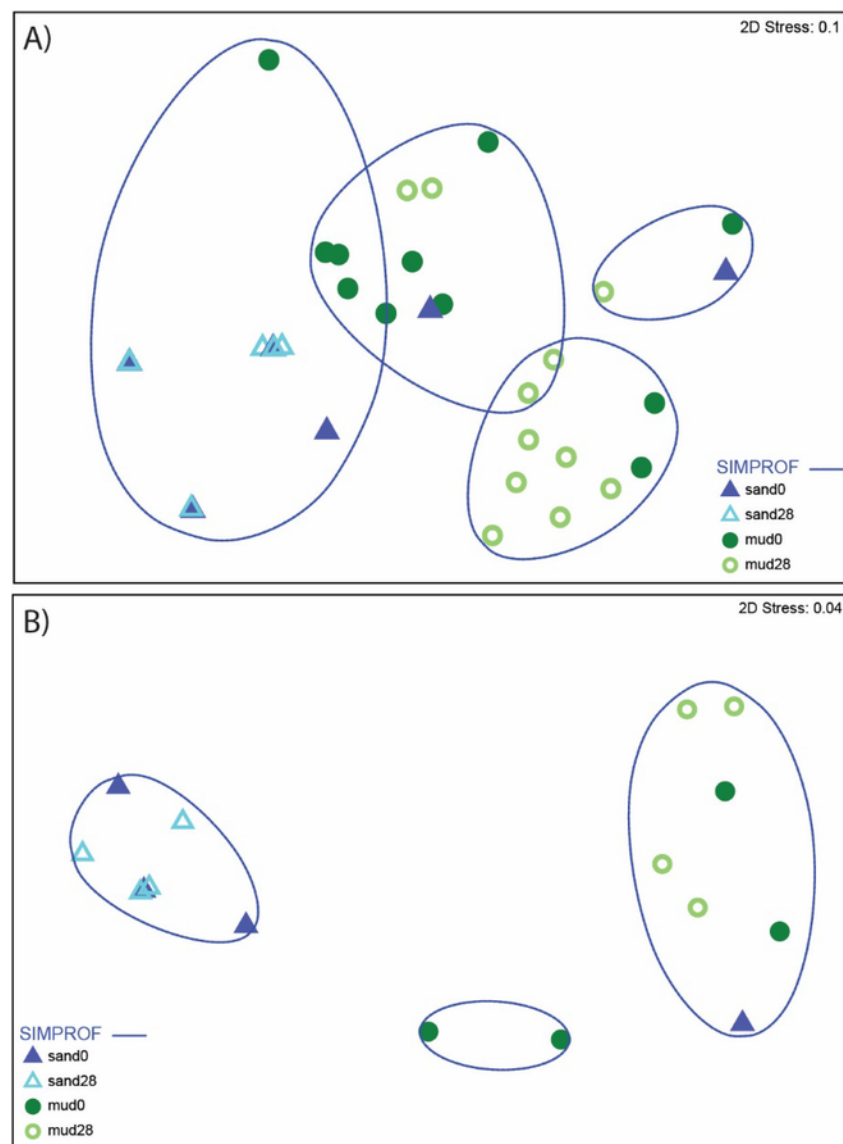 A)
2D Stress: 0.1
SIMPROF
sand0
sand28
mud0
mud28
B)
2D Stress: 0.04
SIMPROF
sand0
sand28
mud0
mud28